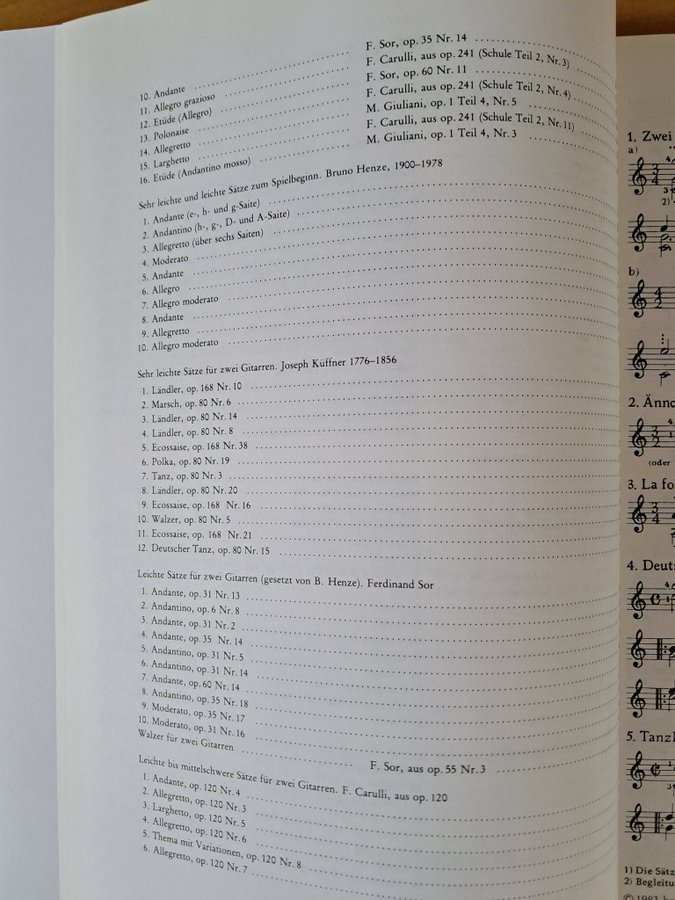 10. Andante F. Sor, op. 35 Nr. 14
11. Allegro grazioso F. Carulli, aus op. 241 (Schule Teil 2, Nr. 3)
12. Etüde (Allegro) F. Sor, op. 60 Nr. 11
13. Polonaise F. Carulli, aus op. 241 (Schule Teil 2, Nr. 4)
14. Allegretto M. Giuliani, op. 1 Teil 4, Nr. 5
15. Larghetto F. Carulli, aus op. 241 (Schule Teil 2, Nr. 11)
16. Etüde (Andantino mosso) M. Giuliani, op. 1 Teil 4, Nr. 3
Sehr leichte und leichte Sätze zum Spielbeginn. Bruno Henze, 1900–1978
1. Andante (e-, h- und g-Saite)
2. Andantino (h-, g-, D- und A-Saite)
3. Allegretto (über sechs Saiten)
4. Moderato
5. Andante
6. Allegro
7. Allegro moderato
8. Andante
9. Allegretto
10. Allegro moderato
Sehr leichte Sätze für zwei Gitarren. Joseph Küffner 1776–1856
1. Ländler, op. 168 Nr. 10
2. Marsch, op. 80 Nr. 6
3. Ländler, op. 80 Nr. 14
4. Ländler, op. 80 Nr. 8
5. Ecossaise, op. 168 Nr. 38
6. Polka, op. 80 Nr. 19
7. Tanz, op. 80 Nr. 3
8. Ländler, op. 80 Nr. 20
9. Ecossaise, op. 168 Nr. 16
10. Walzer, op. 80 Nr. 5
11. Ecossaise, op. 168 Nr. 21
12. Deutscher Tanz, op. 80 Nr. 15
Leichte Sätze für zwei Gitarren (gesetzt von B. Henze). Ferdinand Sor
1. Andante, op. 31 Nr. 13
2. Andantino, op. 6 Nr. 8
3. Andante, op. 31 Nr. 2
4. Andante, op. 35 Nr. 14
5. Andantino, op. 31 Nr. 5
6. Andantino, op. 31 Nr. 14
7. Andante, op. 60 Nr. 14
8. Andantino, op. 35 Nr. 18
9. Moderato, op. 35 Nr. 17
10. Moderato, op. 31 Nr. 16
Walzer für zwei Gitarren F. Sor, aus op. 55 Nr. 3
Leichte bis mittelschwere Sätze für zwei Gitarren. F. Carulli, aus op. 120
1. Andante, op. 120 Nr. 4
2. Allegretto, op. 120 Nr. 3
3. Larghetto, op. 120 Nr. 5
4. Allegretto, op. 120 Nr. 6
5. Thema mit Variationen, op. 120 Nr. 8
6. Allegretto, op. 120 Nr. 7
1. Zwei
a)
2)
b)
2. Änno
(oder
3. La fo
4. Deuts
5. Tanzl
1) Die Sätz
2) Begleitu